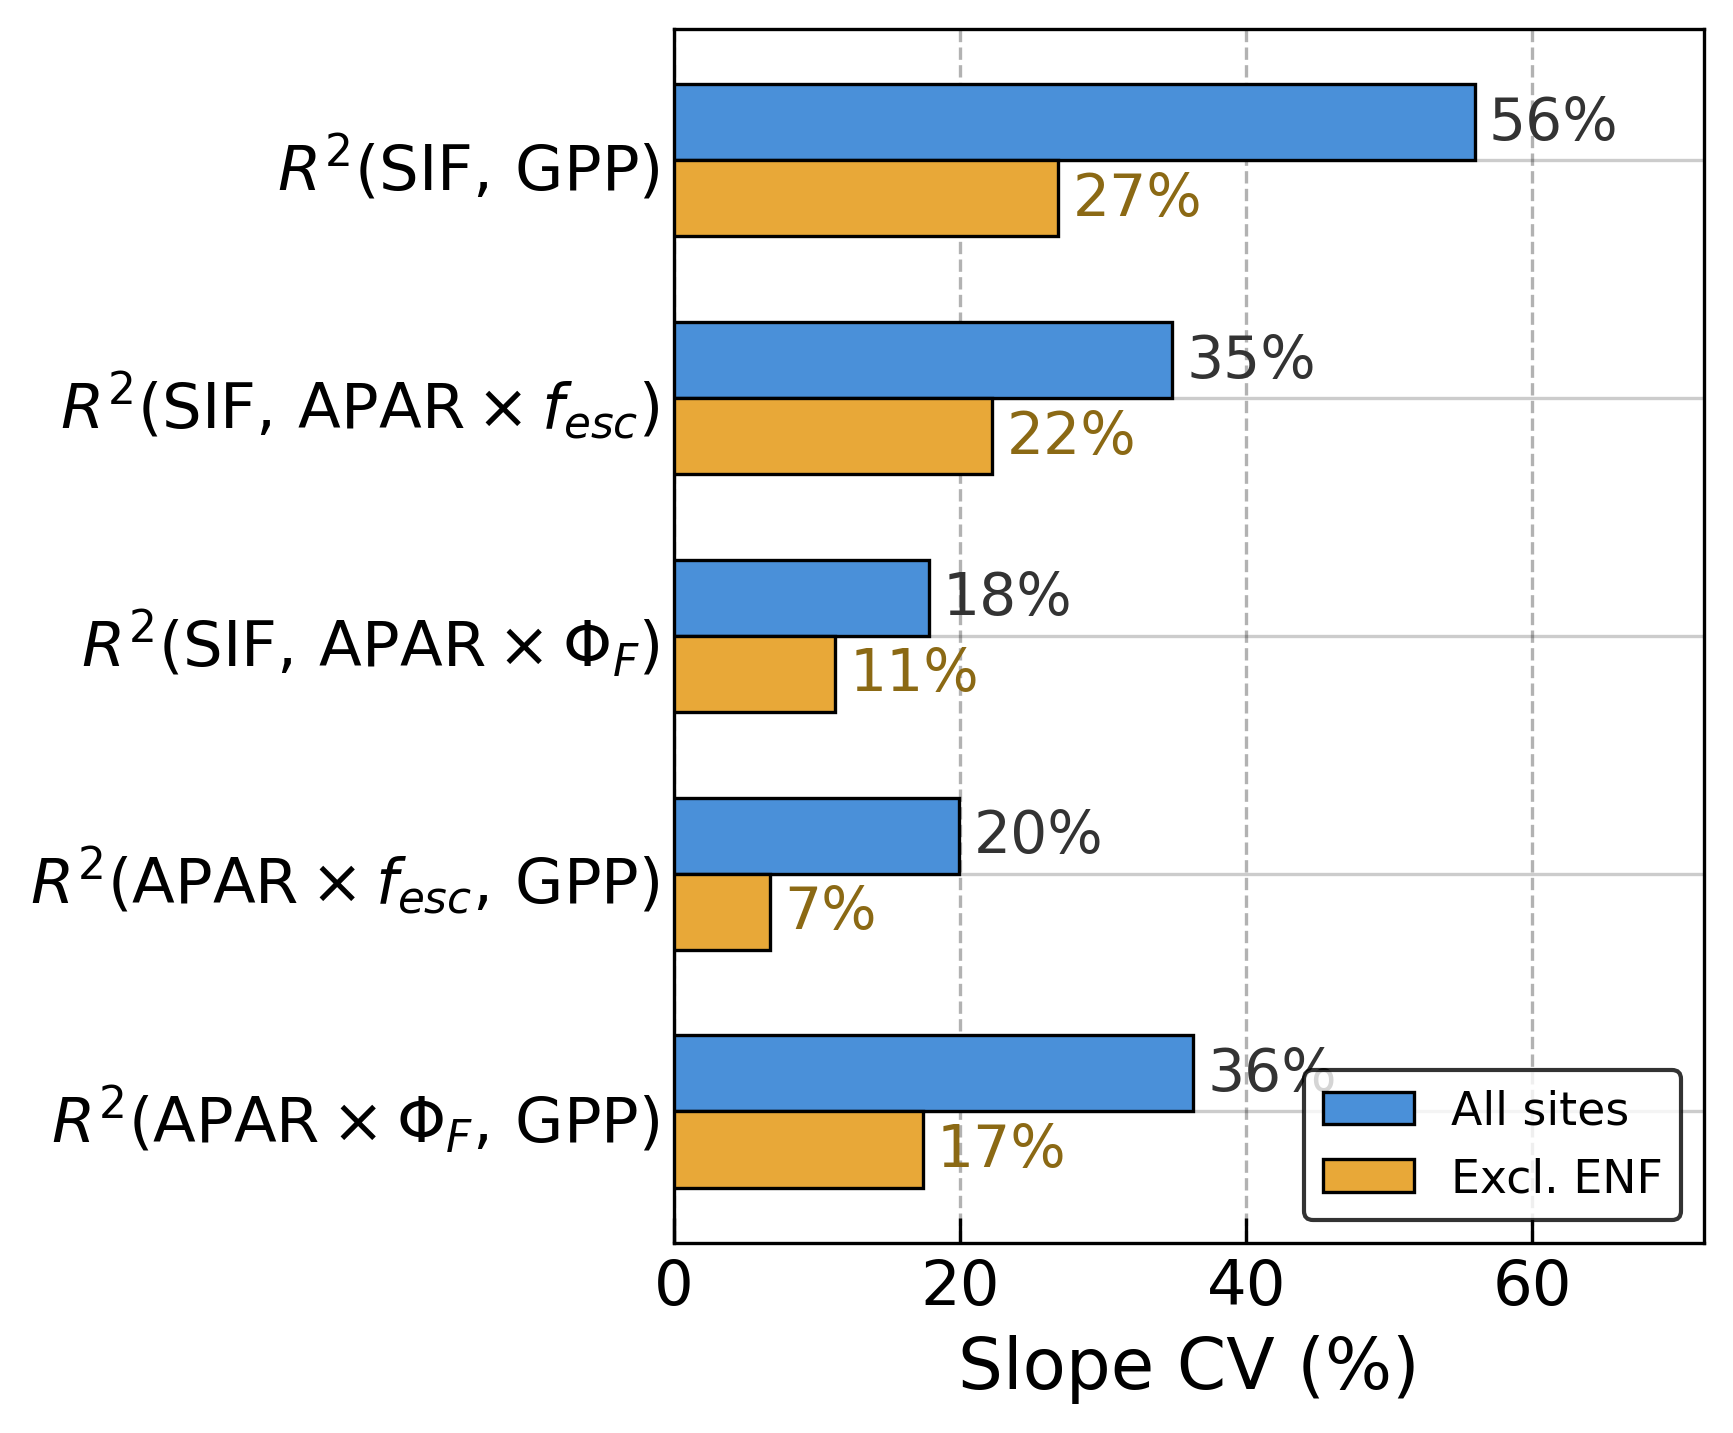 R²(SIF, GPP)
56%
27%
R²(SIF, APAR × f_esc)
35%
22%
R²(SIF, APAR × Φ_F)
18%
11%
R²(APAR × f_esc, GPP)
20%
7%
R²(APAR × Φ_F, GPP)
36%
17%
All sites
Excl. ENF
0 20 40 60
Slope CV (%)